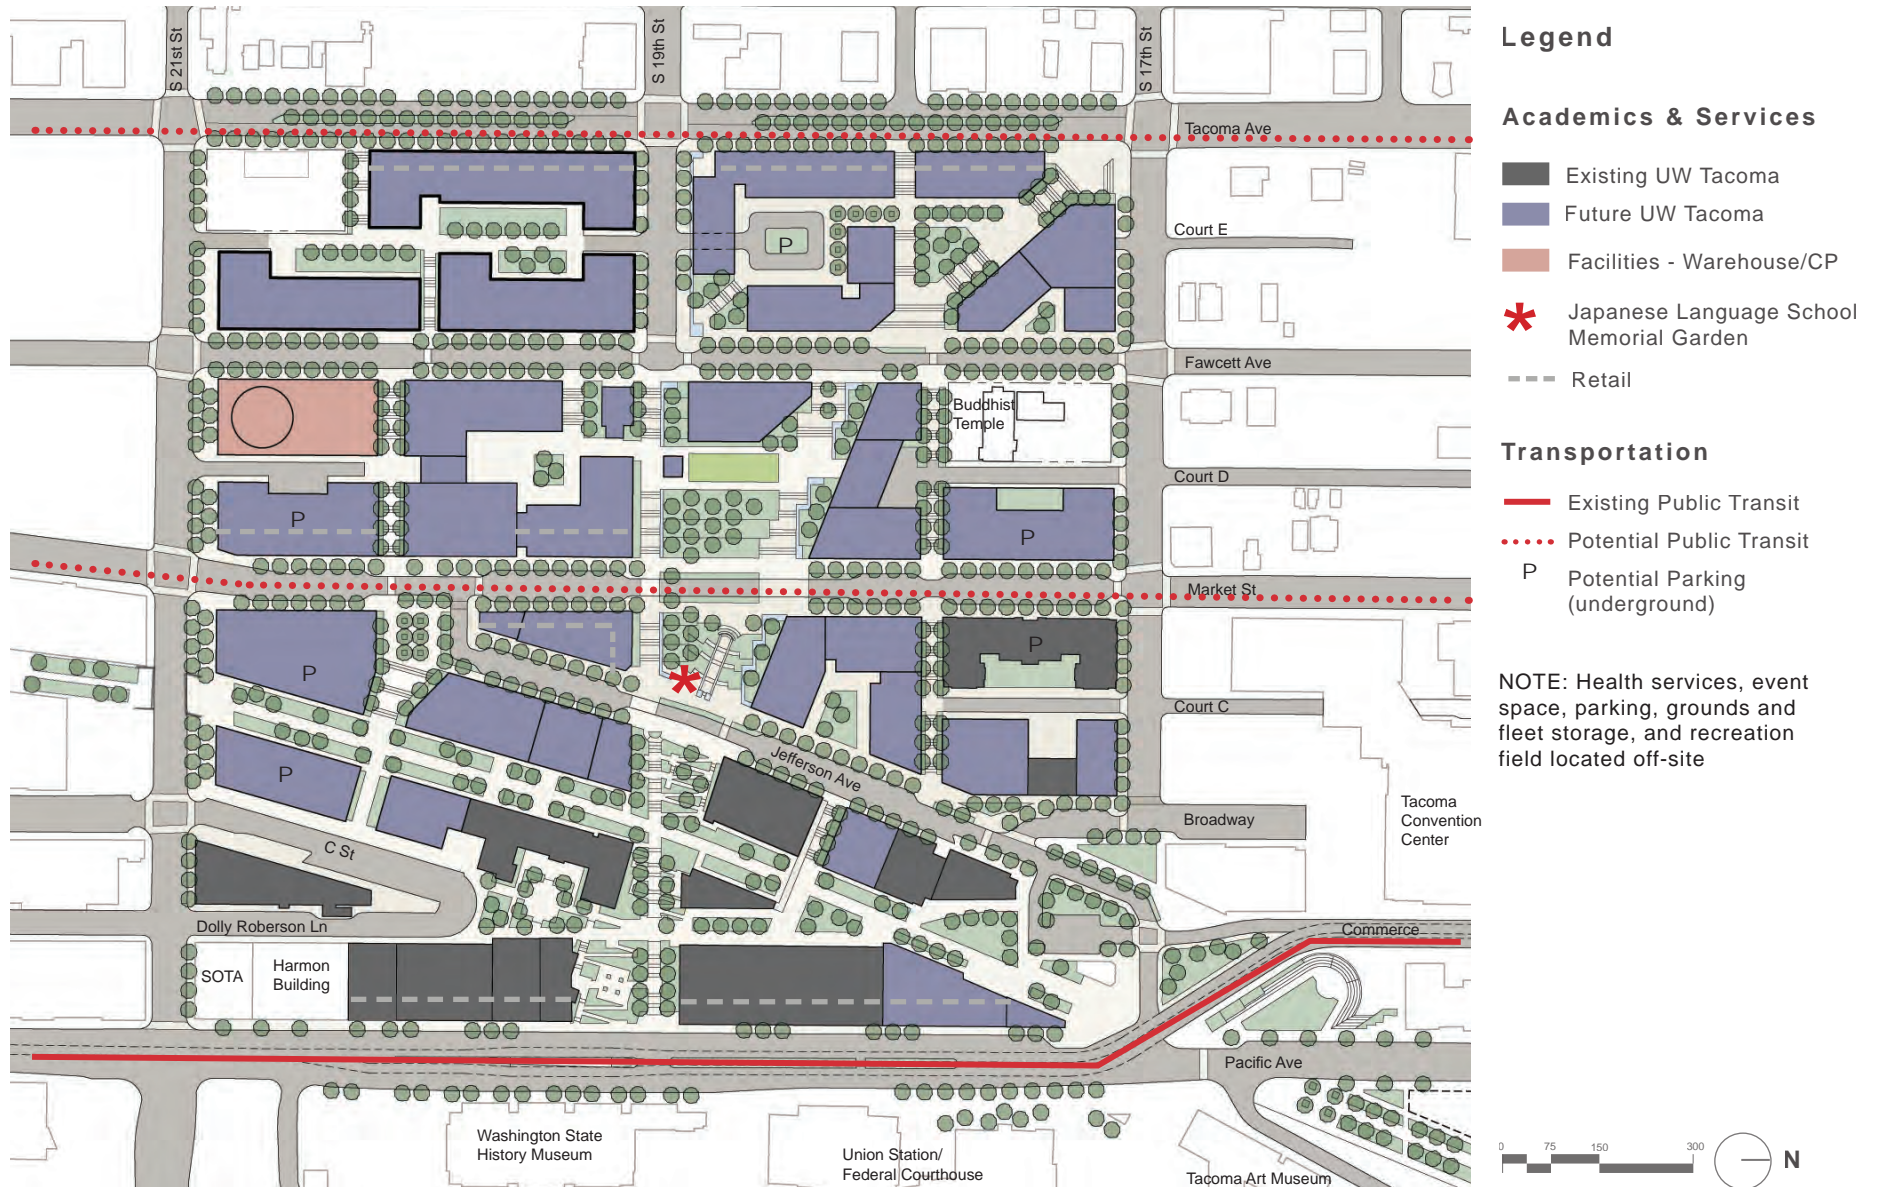 S 21st St
S 19th St
S 17th St
Tacoma Ave
Court E
P
Fawcett Ave
Buddhist
Temple
Court D
P
P
Market St
P
P
Court C
P
Jefferson Ave
Broadway
Tacoma
Convention
Center
C St
Dolly Roberson Ln
Commerce
SOTA
Harmon
Building
Pacific Ave
Washington State
History Museum
Union Station/
Federal Courthouse
Tacoma Art Museum
Legend
Academics & Services
Existing UW Tacoma
Future UW Tacoma
Facilities - Warehouse/CP
* Japanese Language School
Memorial Garden
Retail
Transportation
Existing Public Transit
Potential Public Transit
P Potential Parking
(underground)
NOTE: Health services, event
space, parking, grounds and
fleet storage, and recreation
field located off-site
0 75 150 300
N